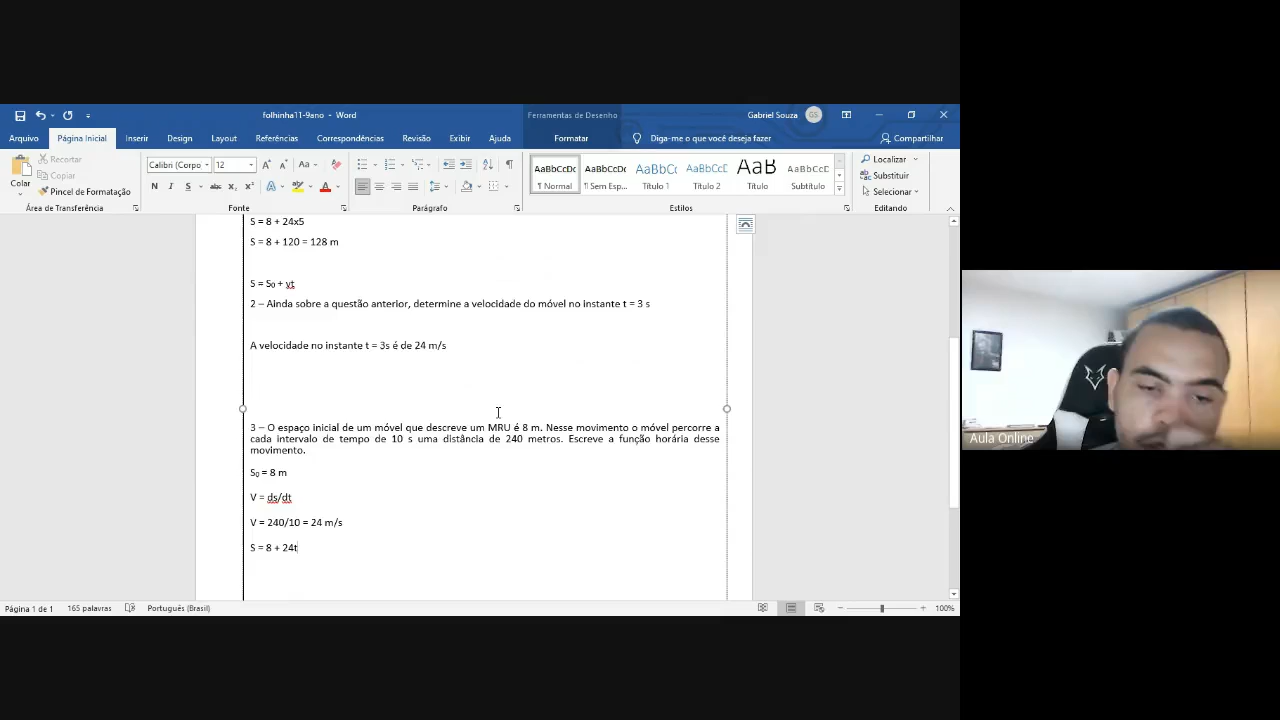 folhinha11-9ano - Word
Ferramentas de Desenho
Gabriel Souza
GS
Arquivo
Página Inicial
Inserir
Design
Layout
Referências
Correspondências
Revisão
Exibir
Ajuda
Formatar
Diga-me o que você deseja fazer
Compartilhar
Colar
Recortar
Copiar
Pincel de Formatação
Área de Transferência
Calibri (Corpo
12
Fonte
Parágrafo
AaBbCcDc
¶ Normal
AaBbCcDc
¶ Sem Esp...
AaBbCc
Título 1
AaBbCcC
Título 2
AaB
Título
AaBbCcC
Subtítulo
Estilos
Localizar
Substituir
Selecionar
Editando
S = 8 + 24x5
S = 8 + 120 = 128 m
S = S₀ + vt
2 – Ainda sobre a questão anterior, determine a velocidade do móvel no instante t = 3 s
A velocidade no instante t = 3s é de 24 m/s
3 – O espaço inicial de um móvel que descreve um MRU é 8 m. Nesse movimento o móvel percorre a
cada intervalo de tempo de 10 s uma distância de 240 metros. Escreve a função horária desse
movimento.
S₀ = 8 m
V = ds/dt
V = 240/10 = 24 m/s
S = 8 + 24t
Página 1 de 1
165 palavras
Português (Brasil)
100%
Aula Online